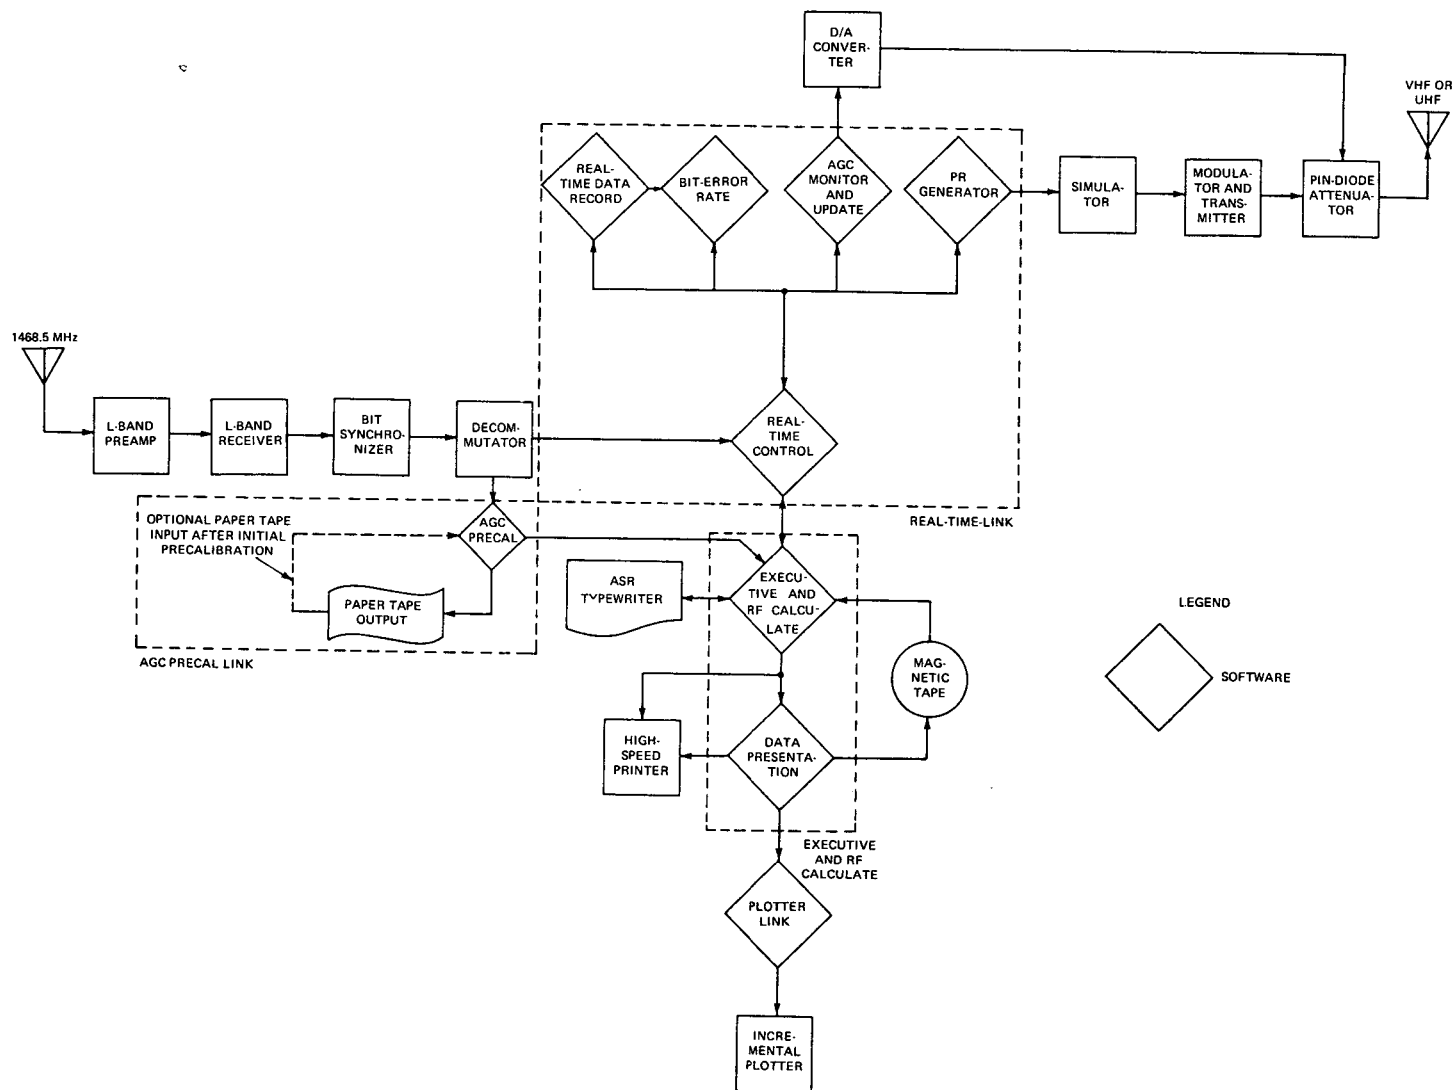 D/A
CONVER-
TER
VHF OR
UHF
REAL-
TIME DATA
RECORD
BIT-ERROR
RATE
AGC
MONITOR
AND
UPDATE
PR
GENERATOR
SIMULA-
TOR
MODULA-
TOR AND
TRANS-
MITTER
PIN-DIODE
ATTENUA-
TOR
1468.5 MHz
L-BAND
PREAMP
L-BAND
RECEIVER
BIT
SYNCHRO-
NIZER
DECOM-
MUTATOR
REAL-
TIME
CONTROL
REAL-TIME-LINK
OPTIONAL PAPER TAPE
INPUT AFTER INITIAL
PRECALIBRATION
AGC
PRECAL
PAPER TAPE
OUTPUT
AGC PRECAL LINK
ASR
TYPEWRITER
EXECU-
TIVE AND
RF CALCU-
LATE
MAG-
NETIC
TAPE
LEGEND
SOFTWARE
HIGH-
SPEED
PRINTER
DATA
PRESENTA-
TION
EXECUTIVE
AND RF
CALCULATE
PLOTTER
LINK
INCRE-
MENTAL
PLOTTER